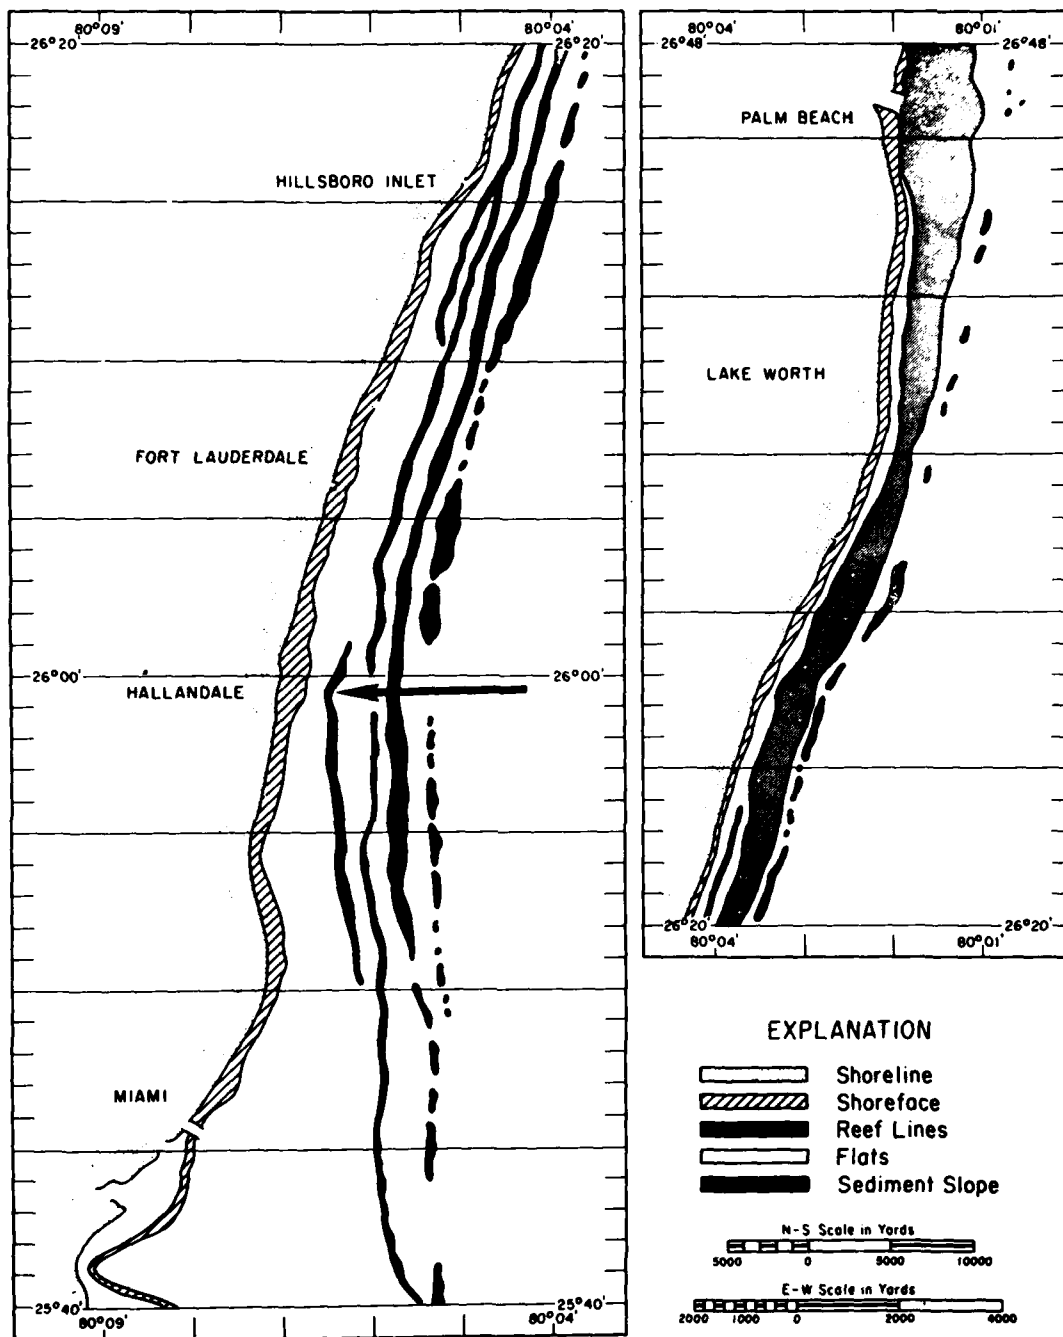 80°09' 80°04'
26°20' 26°20'
HILLSBORO INLET
FORT LAUDERDALE
26°00' 26°00'
HALLANDALE
MIAMI
25°40' 25°40'
80°09' 80°04'
80°04' 80°01'
26°48' 26°48'
PALM BEACH
LAKE WORTH
26°20' 26°20'
80°04' 80°01'
EXPLANATION
Shoreline
Shoreface
Reef Lines
Flats
Sediment Slope
N-S Scale in Yards
5000 0 5000 10000
E-W Scale in Yards
2000 1000 0 2000 4000